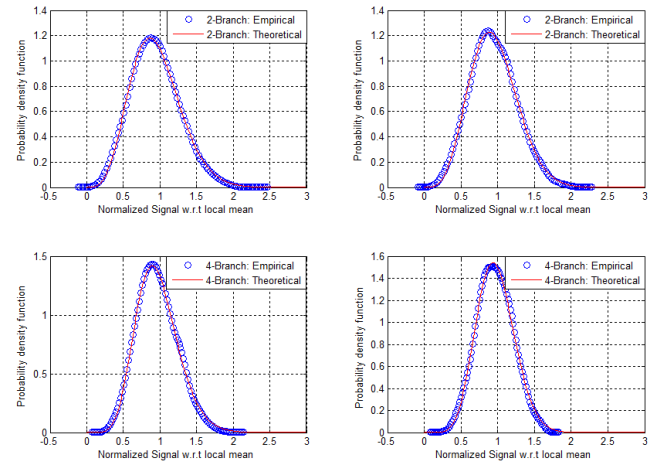 2-Branch: Empirical
2-Branch: Theoretical
Probability density function
1.4
1.2
1
0.8
0.6
0.4
0.2
0
-0.5 0 0.5 1 1.5 2 2.5 3
Normalized Signal w.r.t local mean
2-Branch: Empirical
2-Branch: Theoretical
Probability density function
1.4
1.2
1
0.8
0.6
0.4
0.2
0
-0.5 0 0.5 1 1.5 2 2.5 3
Normalized Signal w.r.t local mean
4-Branch: Empirical
4-Branch: Theoretical
Probability density function
1.5
1
0.5
0
-0.5 0 0.5 1 1.5 2 2.5 3
Normalized Signal w.r.t local mean
4-Branch: Empirical
4-Branch: Theoretical
Probability density function
1.6
1.4
1.2
1
0.8
0.6
0.4
0.2
0
-0.5 0 0.5 1 1.5 2 2.5 3
Normalized Signal w.r.t local mean